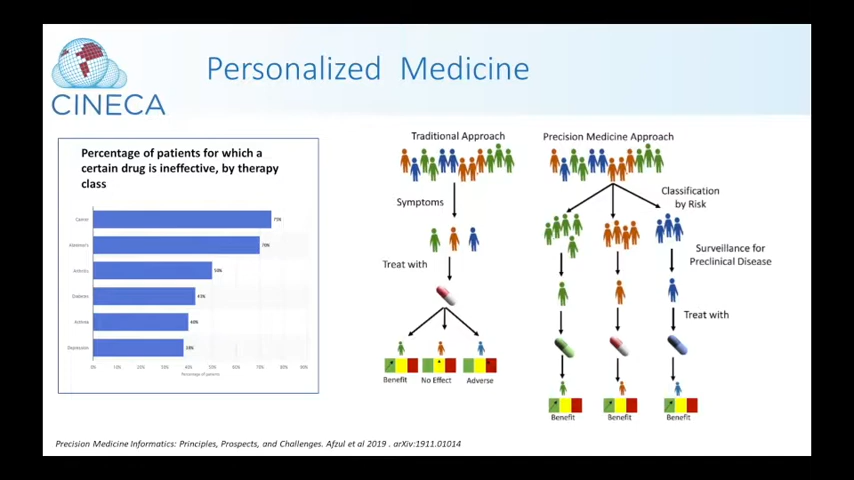 CINECA
Personalized Medicine
Percentage of patients for which a
certain drug is ineffective, by therapy
class
Cancer 75%
Alzheimer's 70%
Arthritis 50%
Diabetes 43%
Asthma 40%
Depression 38%
0% 10% 20% 30% 40% 50% 60% 70% 80% 90%
Percentage of patients
Traditional Approach
Symptoms
Treat with
Benefit No Effect Adverse
Precision Medicine Approach
Classification
by Risk
Surveillance for
Preclinical Disease
Treat with
Benefit Benefit Benefit
Precision Medicine Informatics: Principles, Prospects, and Challenges. Afzul et al 2019 . arXiv:1911.01014